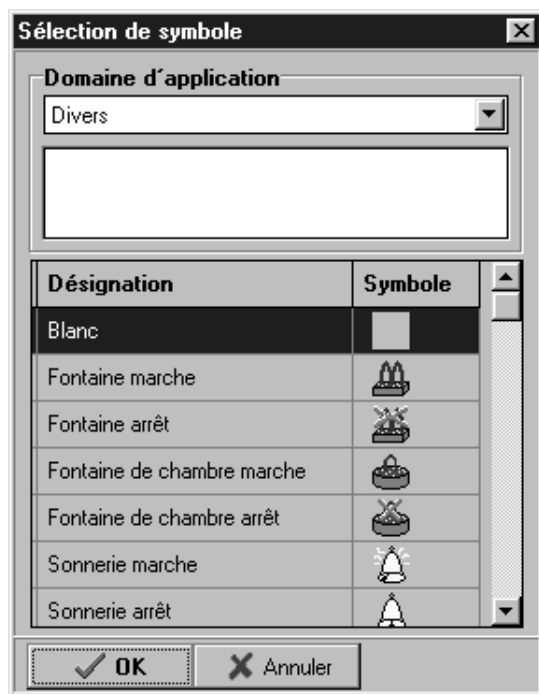 Sélection de symbole
Domaine d´application
Divers
Désignation Symbole
Blanc
Fontaine marche
Fontaine arrêt
Fontaine de chambre marche
Fontaine de chambre arrêt
Sonnerie marche
Sonnerie arrêt
OK Annuler